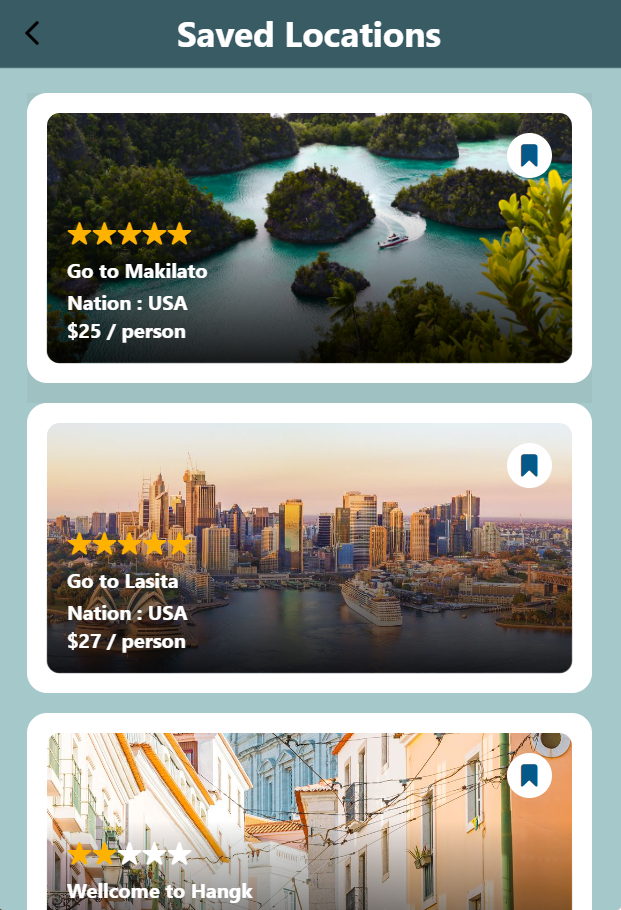 Saved Locations
Go to Makilato
Nation : USA
$25 / person
Go to Lasita
Nation : USA
$27 / person
Wellcome to Hangk